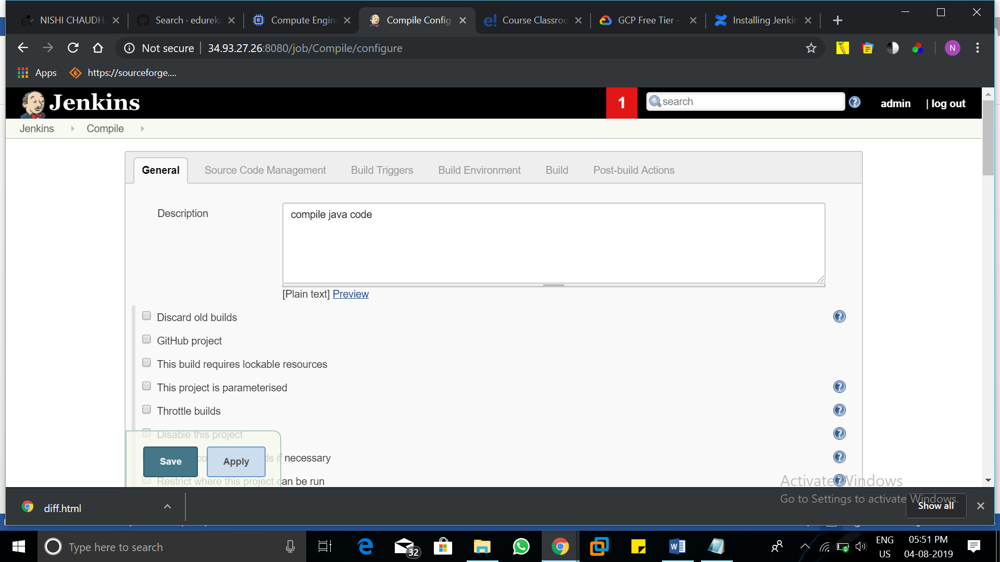 NISHI CHAUDH
Search · edurek
Compute Engin
Compile Config
Course Classroo
GCP Free Tier -
Installing Jenkin
Not secure
34.93.27.26:8080/job/Compile/configure
N
Apps
https://sourceforge....
Jenkins
1
search
admin
| log out
Jenkins
Compile
General
Source Code Management
Build Triggers
Build Environment
Build
Post-build Actions
Description
compile java code
[Plain text] Preview
Discard old builds
GitHub project
This build requires lockable resources
This project is parameterised
Throttle builds
Disable this project
if necessary
Save
Apply
Restrict where this project can be run
Activate Windows
Go to Settings to activate Windows.
diff.html
Show all
Type here to search
32
ENG
US
05:51 PM
04-08-2019